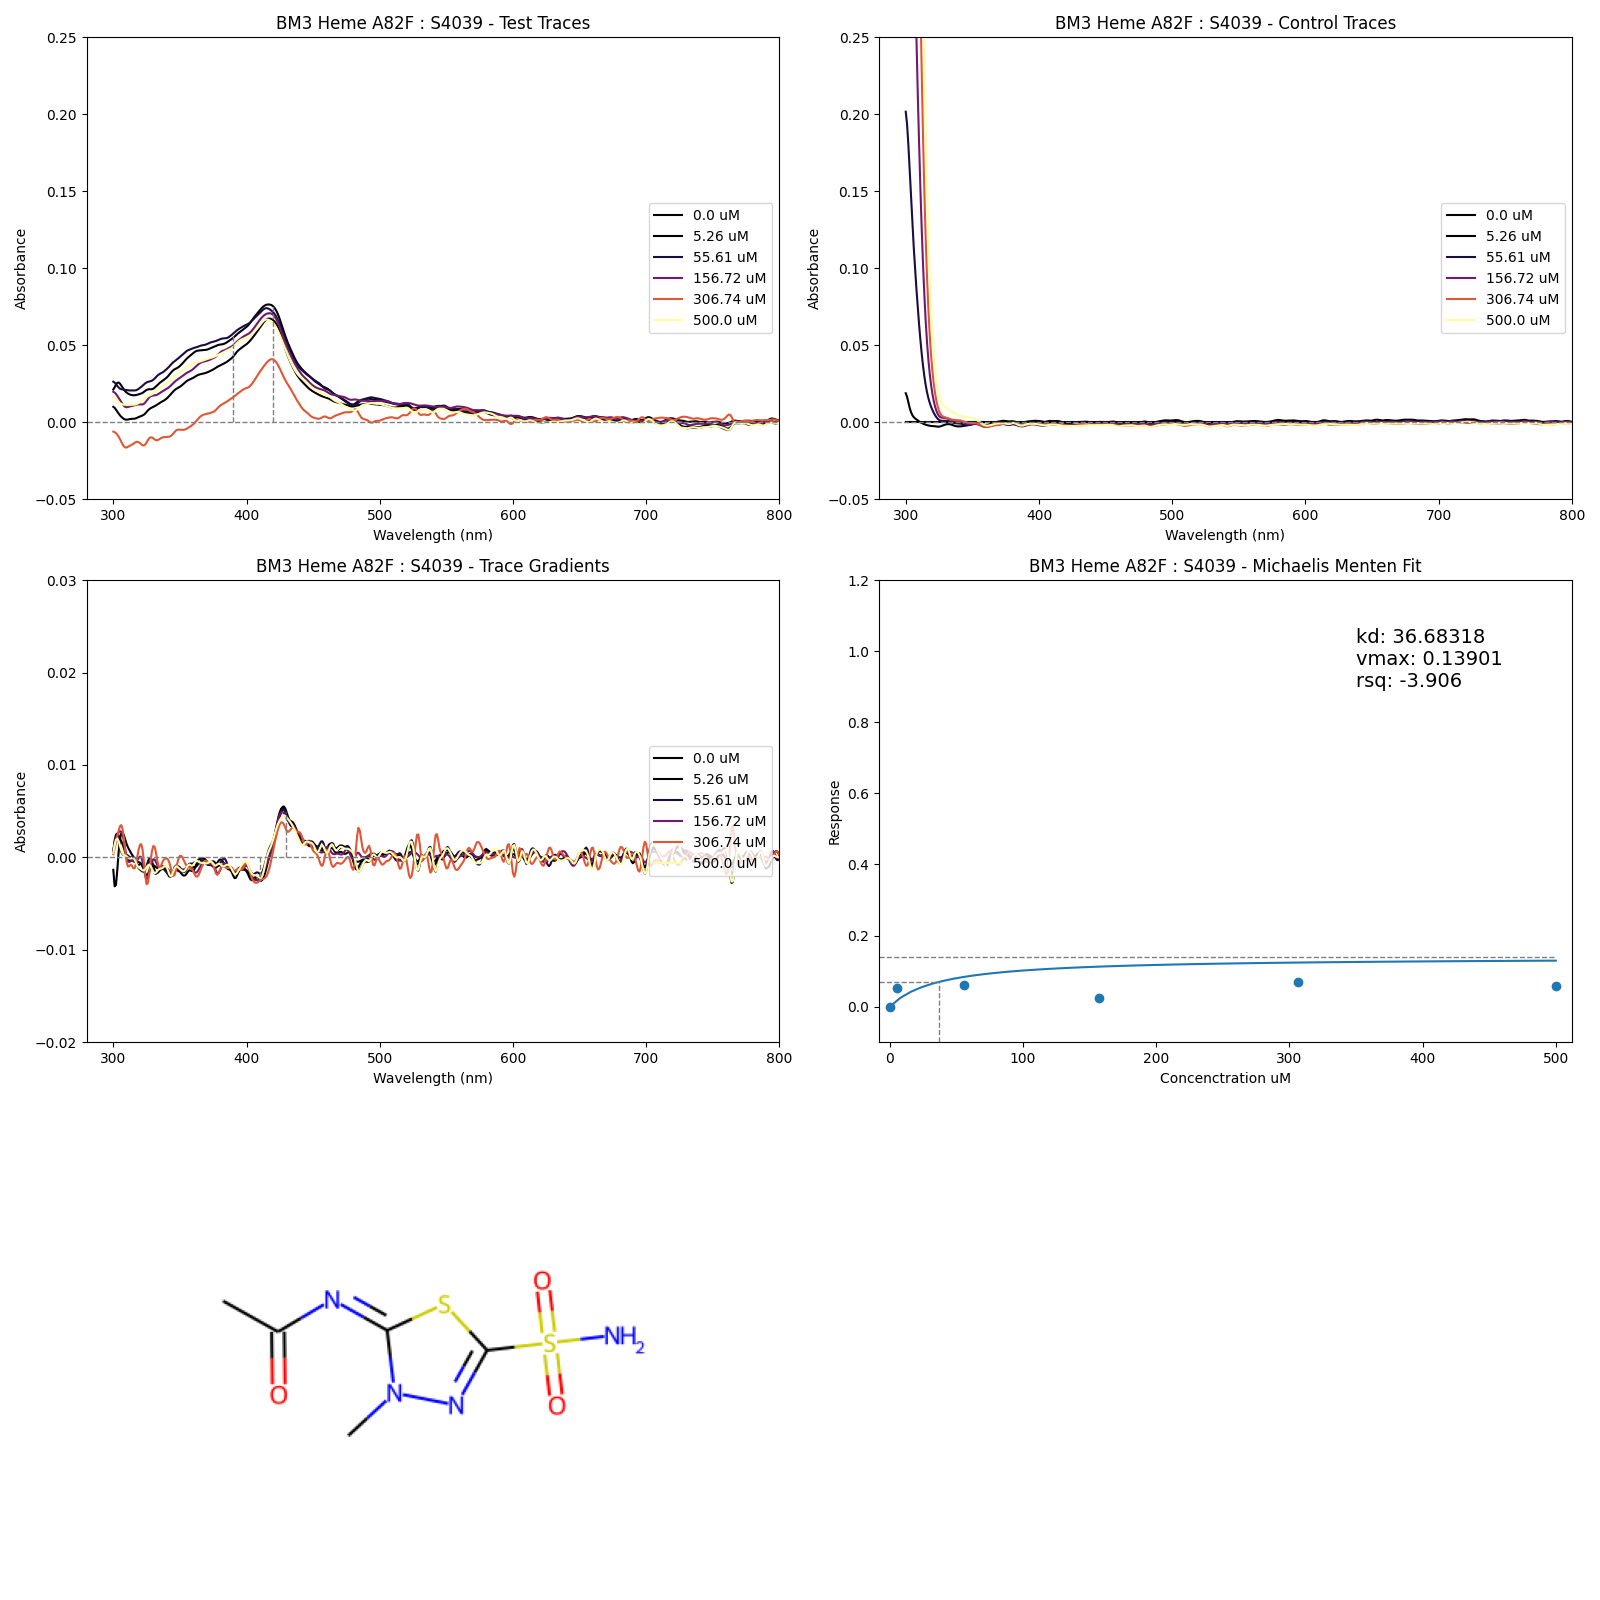 BM3 Heme A82F : S4039 - Test Traces
0.25
0.20
0.15
0.10
0.05
0.00
−0.05
Absorbance
300 400 500 600 700 800
Wavelength (nm)
0.0 uM
5.26 uM
55.61 uM
156.72 uM
306.74 uM
500.0 uM
BM3 Heme A82F : S4039 - Control Traces
0.25
0.20
0.15
0.10
0.05
0.00
−0.05
Absorbance
300 400 500 600 700 800
Wavelength (nm)
0.0 uM
5.26 uM
55.61 uM
156.72 uM
306.74 uM
500.0 uM
BM3 Heme A82F : S4039 - Trace Gradients
0.03
0.02
0.01
0.00
−0.01
−0.02
Absorbance
300 400 500 600 700 800
Wavelength (nm)
0.0 uM
5.26 uM
55.61 uM
156.72 uM
306.74 uM
500.0 uM
BM3 Heme A82F : S4039 - Michaelis Menten Fit
1.2
1.0
0.8
0.6
0.4
0.2
0.0
Response
0 100 200 300 400 500
Concenctration uM
kd: 36.68318
vmax: 0.13901
rsq: -3.906
O
N S
S NH2
O N
N O